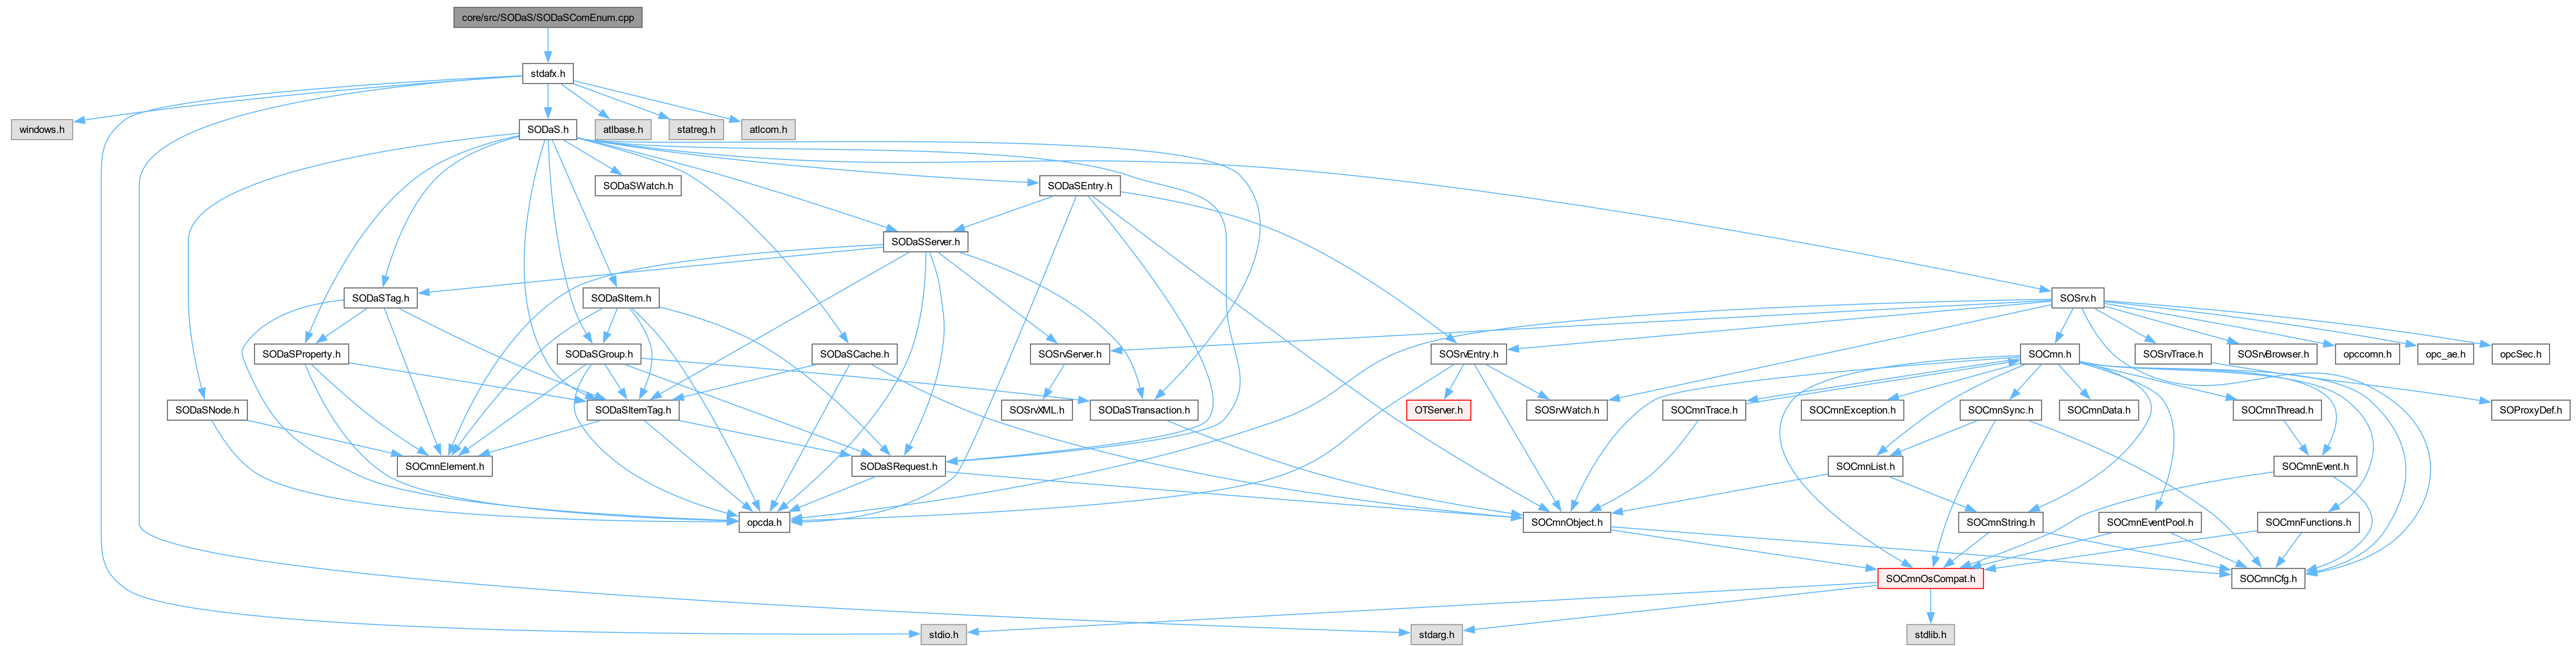 core/src/SODaS/SODaSComEnum.cpp
stdafx.h
windows.h
SODaS.h
atlbase.h
statreg.h
atlcom.h
SODaSWatch.h
SODaSEntry.h
SODaSServer.h
SODaSTag.h
SODaSItem.h
SOSrv.h
SODaSProperty.h
SODaSGroup.h
SODaSCache.h
SOSrvServer.h
SOSrvEntry.h
SOCmn.h
SOSrvTrace.h
SOSrvBrowser.h
opccomn.h
opc_ae.h
opcSec.h
SODaSNode.h
SODaSItemTag.h
SOSrvXML.h
SODaSTransaction.h
OTServer.h
SOSrvWatch.h
SOCmnTrace.h
SOCmnException.h
SOCmnSync.h
SOCmnData.h
SOCmnThread.h
SOProxyDef.h
SOCmnElement.h
SODaSRequest.h
SOCmnList.h
SOCmnEvent.h
opcda.h
SOCmnObject.h
SOCmnString.h
SOCmnEventPool.h
SOCmnFunctions.h
SOCmnOsCompat.h
SOCmnCfg.h
stdio.h
stdarg.h
stdlib.h